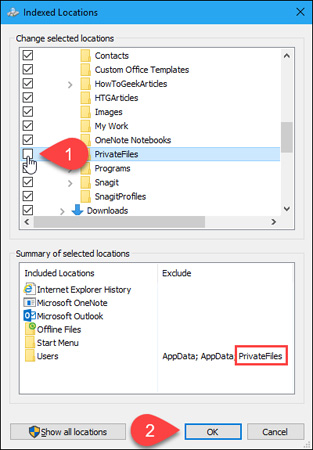 Indexed Locations
Change selected locations
Contacts
Custom Office Templates
HowToGeekArticles
HTGArticles
Images
My Work
OneNote Notebooks
PrivateFiles
1
Programs
Snagit
SnagitProfiles
Downloads
Summary of selected locations
Included Locations Exclude
Internet Explorer History
Microsoft OneNote
Microsoft Outlook
Offline Files
Start Menu
Users AppData; AppData; PrivateFiles
2
Show all locations OK Cancel